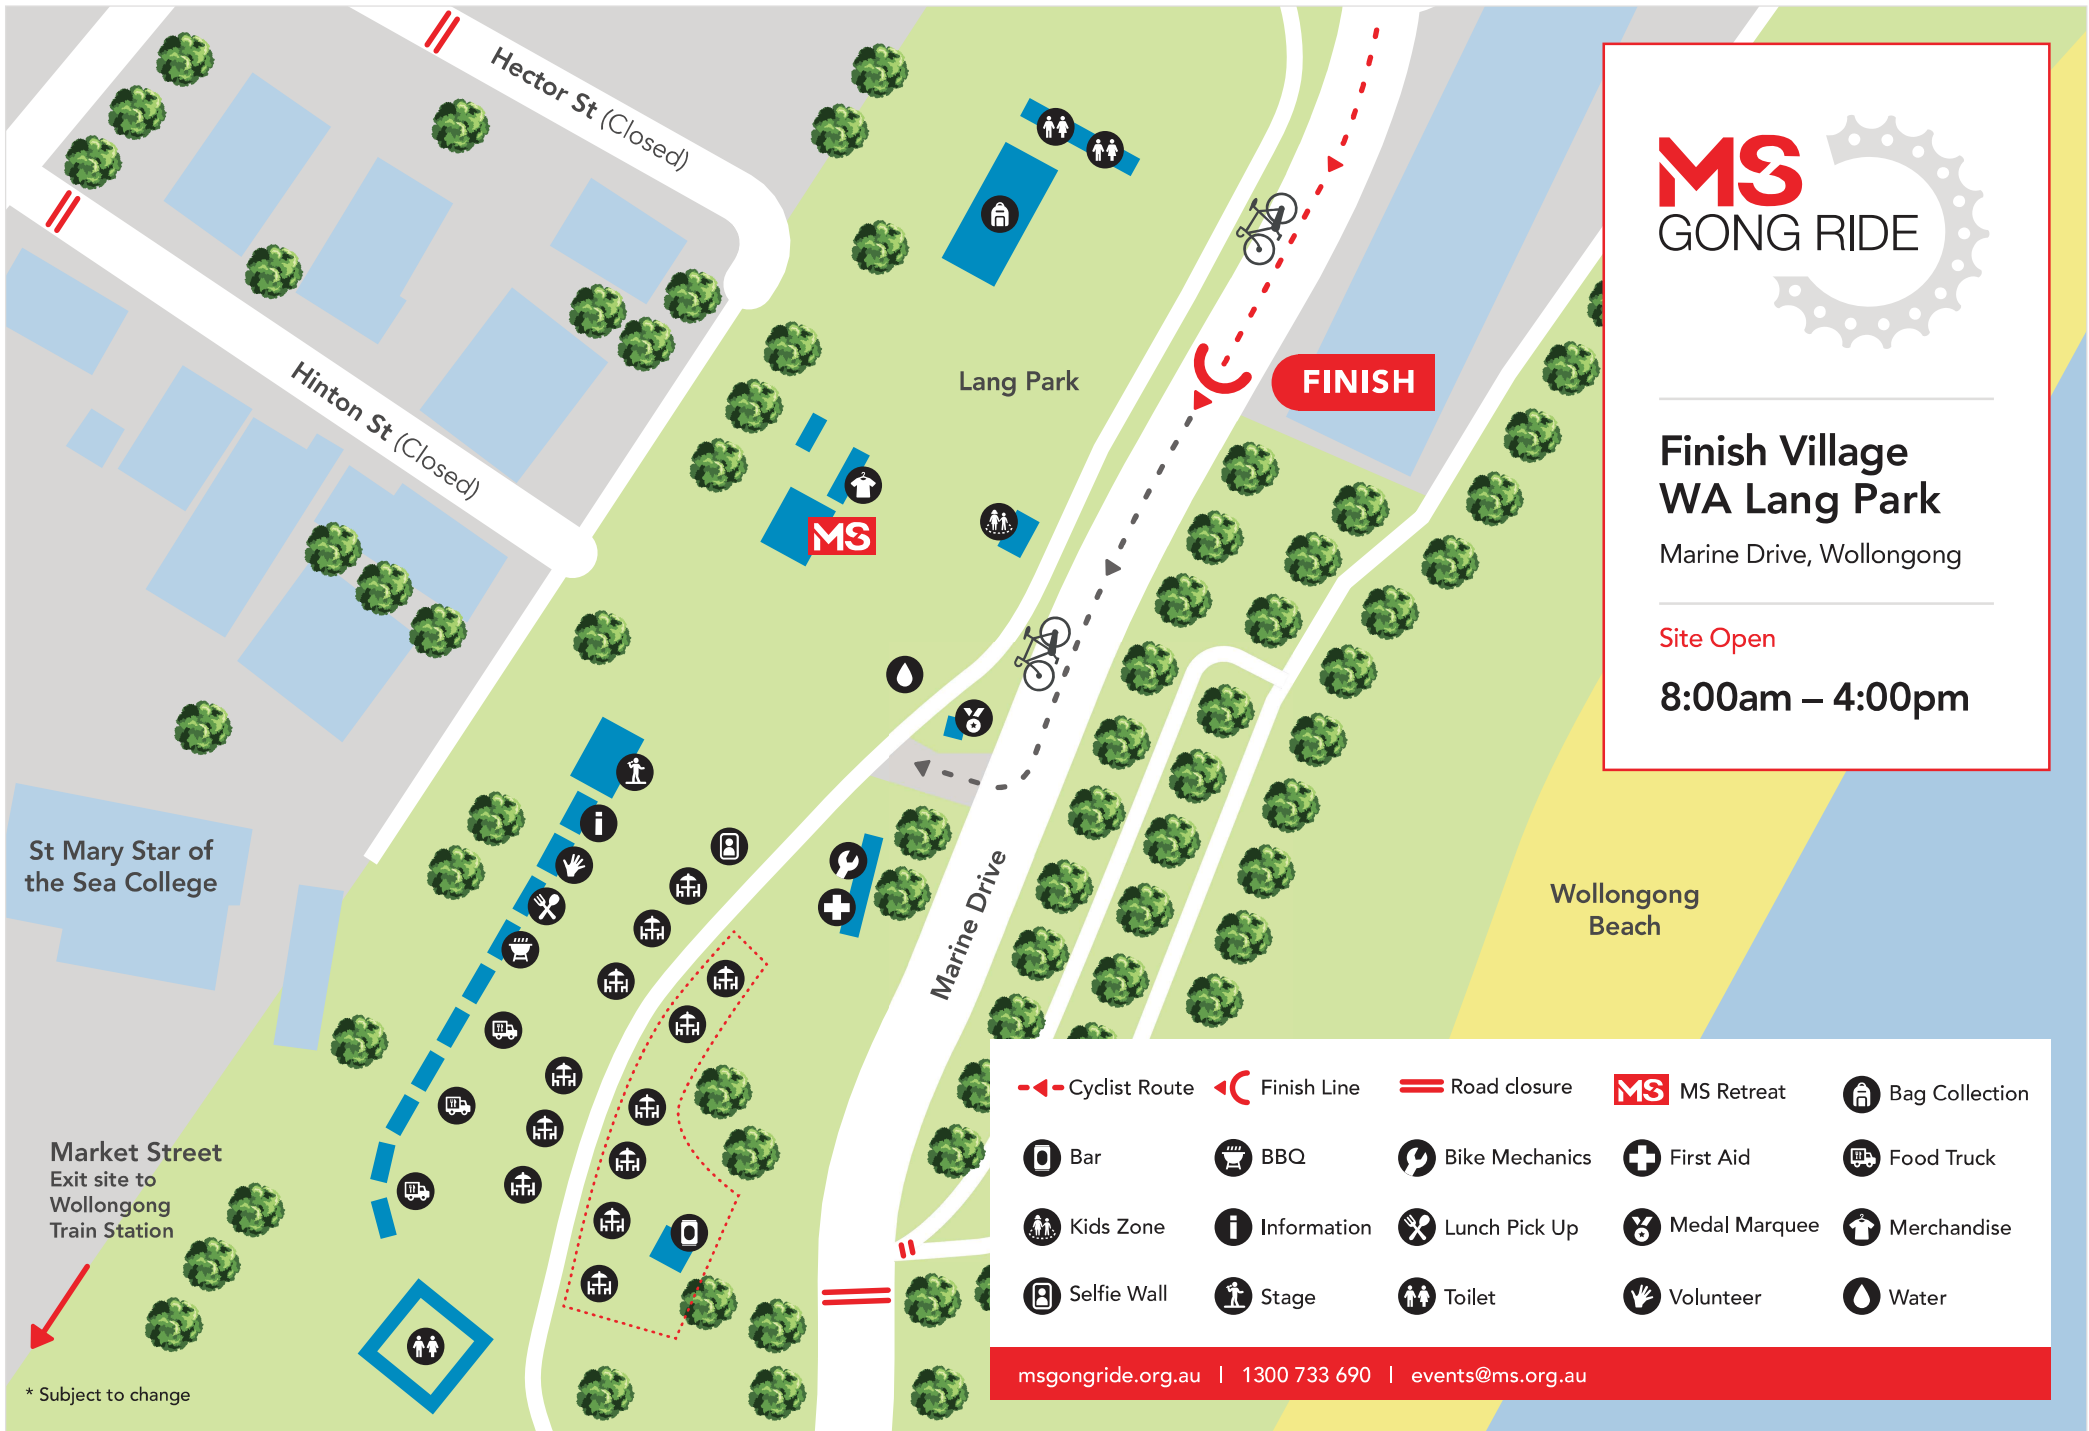 Hector St (Closed)
Hinton St (Closed)
Lang Park
FINISH
MS
St Mary Star of
the Sea College
Marine Drive
Wollongong
Beach
Market Street
Exit site to
Wollongong
Train Station
* Subject to change
MS
GONG RIDE
Finish Village
WA Lang Park
Marine Drive, Wollongong
Site Open
8:00am – 4:00pm
Cyclist Route
Finish Line
Road closure
MS MS Retreat
Bag Collection
Bar
BBQ
Bike Mechanics
First Aid
Food Truck
Kids Zone
Information
Lunch Pick Up
Medal Marquee
Merchandise
Selfie Wall
Stage
Toilet
Volunteer
Water
msgongride.org.au | 1300 733 690 | events@ms.org.au